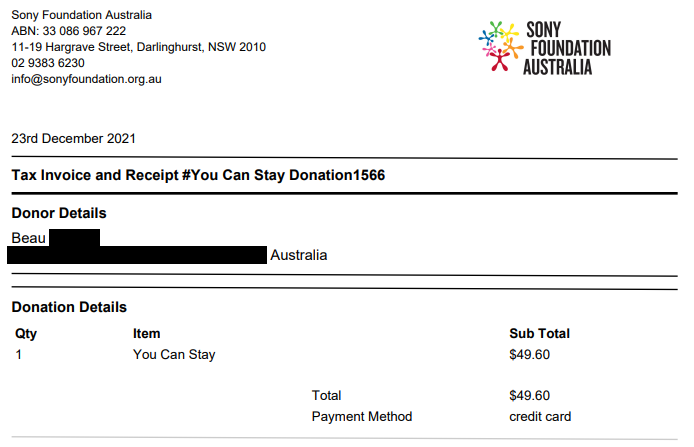 Sony Foundation Australia
ABN: 33 086 967 222
11-19 Hargrave Street, Darlinghurst, NSW 2010
02 9383 6230
info@sonyfoundation.org.au
SONY
FOUNDATION
AUSTRALIA
23rd December 2021
Tax Invoice and Receipt #You Can Stay Donation1566
Donor Details
Beau
Australia
Donation Details
Qty Item Sub Total
1 You Can Stay $49.60
Total $49.60
Payment Method credit card